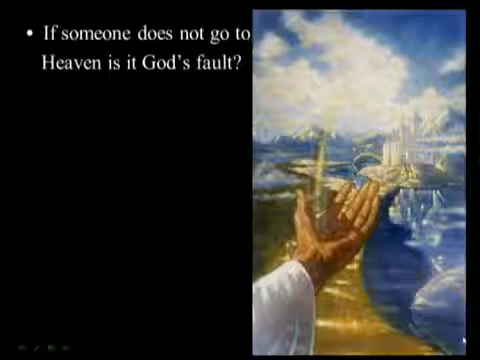 • If someone does not go to
Heaven is it God's fault?